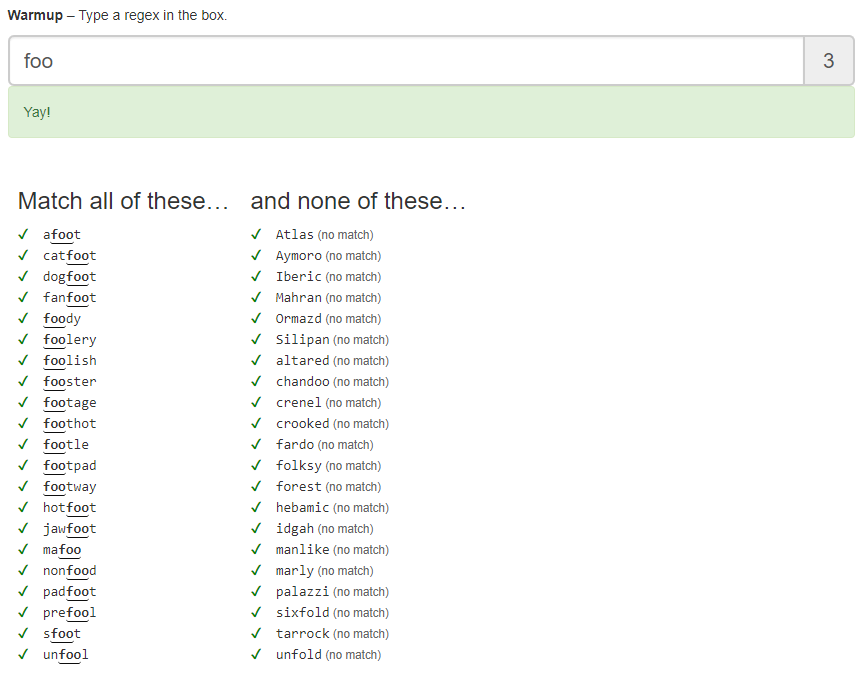 Warmup – Type a regex in the box.
foo 3
Yay!
Match all of these… and none of these…
✓ afoot ✓ Atlas (no match)
✓ catfoot ✓ Aymoro (no match)
✓ dogfoot ✓ Iberic (no match)
✓ fanfoot ✓ Mahran (no match)
✓ foody ✓ Ormazd (no match)
✓ foolery ✓ Silipan (no match)
✓ foolish ✓ altared (no match)
✓ fooster ✓ chandoo (no match)
✓ footage ✓ crenel (no match)
✓ foothot ✓ crooked (no match)
✓ footle ✓ fardo (no match)
✓ footpad ✓ folksy (no match)
✓ footway ✓ forest (no match)
✓ hotfoot ✓ hebamic (no match)
✓ jawfoot ✓ idgah (no match)
✓ mafoo ✓ manlike (no match)
✓ nonfood ✓ marly (no match)
✓ padfoot ✓ palazzi (no match)
✓ prefool ✓ sixfold (no match)
✓ sfoot ✓ tarrock (no match)
✓ unfool ✓ unfold (no match)